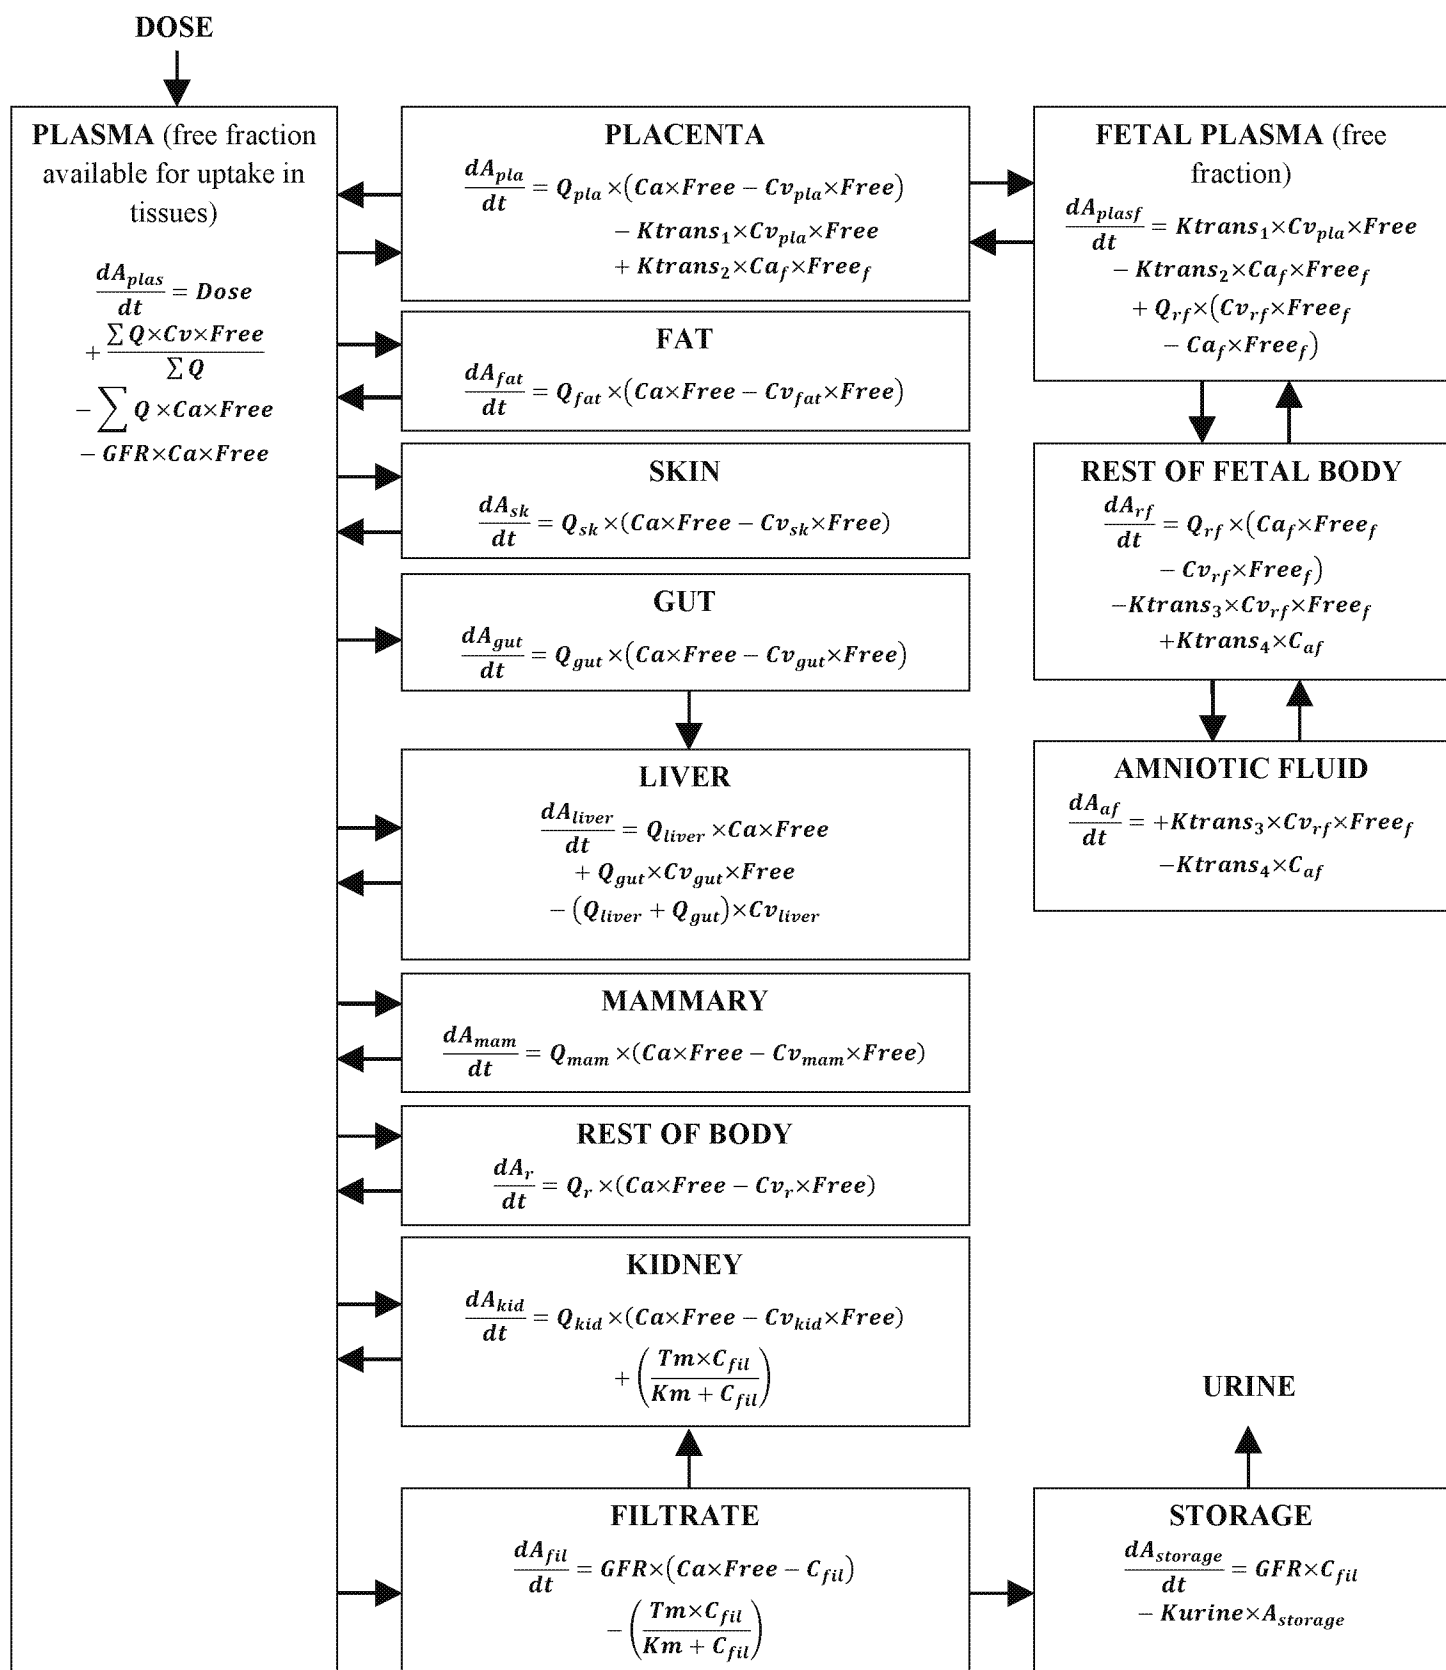 DOSE
PLASMA (free fraction
available for uptake in
tissues)
dA_plas/dt = Dose
+ ∑ Q×Cv×Free / ∑ Q
− ∑ Q×Ca×Free
− GFR×Ca×Free
PLACENTA
dA_pla/dt = Q_pla×(Ca×Free − Cv_pla×Free)
− Ktrans₁×Cv_pla×Free
+ Ktrans₂×Ca_f×Free_f
FETAL PLASMA (free
fraction)
dA_plasf/dt = Ktrans₁×Cv_pla×Free
− Ktrans₂×Ca_f×Free_f
+ Q_rf×(Cv_rf×Free_f
− Ca_f×Free_f)
FAT
dA_fat/dt = Q_fat×(Ca×Free − Cv_fat×Free)
SKIN
dA_sk/dt = Q_sk×(Ca×Free − Cv_sk×Free)
REST OF FETAL BODY
dA_rf/dt = Q_rf×(Ca_f×Free_f
− Cv_rf×Free_f)
−Ktrans₃×Cv_rf×Free_f
+Ktrans₄×C_af
GUT
dA_gut/dt = Q_gut×(Ca×Free − Cv_gut×Free)
LIVER
dA_liver/dt = Q_liver×Ca×Free
+ Q_gut×Cv_gut×Free
− (Q_liver + Q_gut)×Cv_liver
AMNIOTIC FLUID
dA_af/dt = +Ktrans₃×Cv_rf×Free_f
−Ktrans₄×C_af
MAMMARY
dA_mam/dt = Q_mam×(Ca×Free − Cv_mam×Free)
REST OF BODY
dA_r/dt = Q_r×(Ca×Free − Cv_r×Free)
KIDNEY
dA_kid/dt = Q_kid×(Ca×Free − Cv_kid×Free)
+ (Tm×C_fil / Km + C_fil)
URINE
FILTRATE
dA_fil/dt = GFR×(Ca×Free − C_fil)
− (Tm×C_fil / Km + C_fil)
STORAGE
dA_storage/dt = GFR×C_fil
− Kurine×A_storage